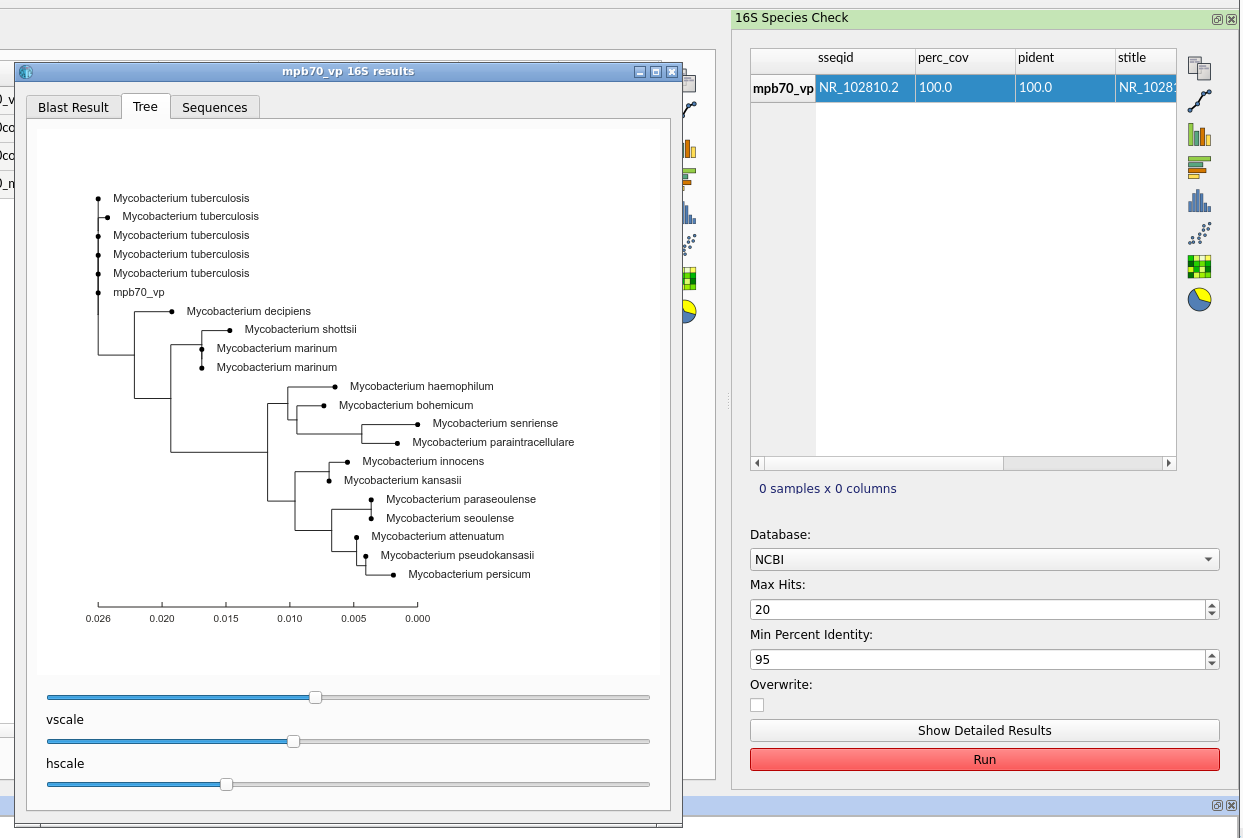 16S Species Check
sseqid perc_cov pident stitle
mpb70_vp NR_102810.2 100.0 100.0 NR_1028
0 samples x 0 columns
Database:
NCBI
Max Hits:
20
Min Percent Identity:
95
Overwrite:
Show Detailed Results
Run
mpb70_vp 16S results
Blast Result Tree Sequences
Mycobacterium tuberculosis
Mycobacterium tuberculosis
Mycobacterium tuberculosis
Mycobacterium tuberculosis
Mycobacterium tuberculosis
mpb70_vp
Mycobacterium decipiens
Mycobacterium shottsii
Mycobacterium marinum
Mycobacterium marinum
Mycobacterium haemophilum
Mycobacterium bohemicum
Mycobacterium senriense
Mycobacterium paraintracellulare
Mycobacterium innocens
Mycobacterium kansasii
Mycobacterium paraseoulense
Mycobacterium seoulense
Mycobacterium attenuatum
Mycobacterium pseudokansasii
Mycobacterium persicum
0.026 0.020 0.015 0.010 0.005 0.000
vscale
hscale